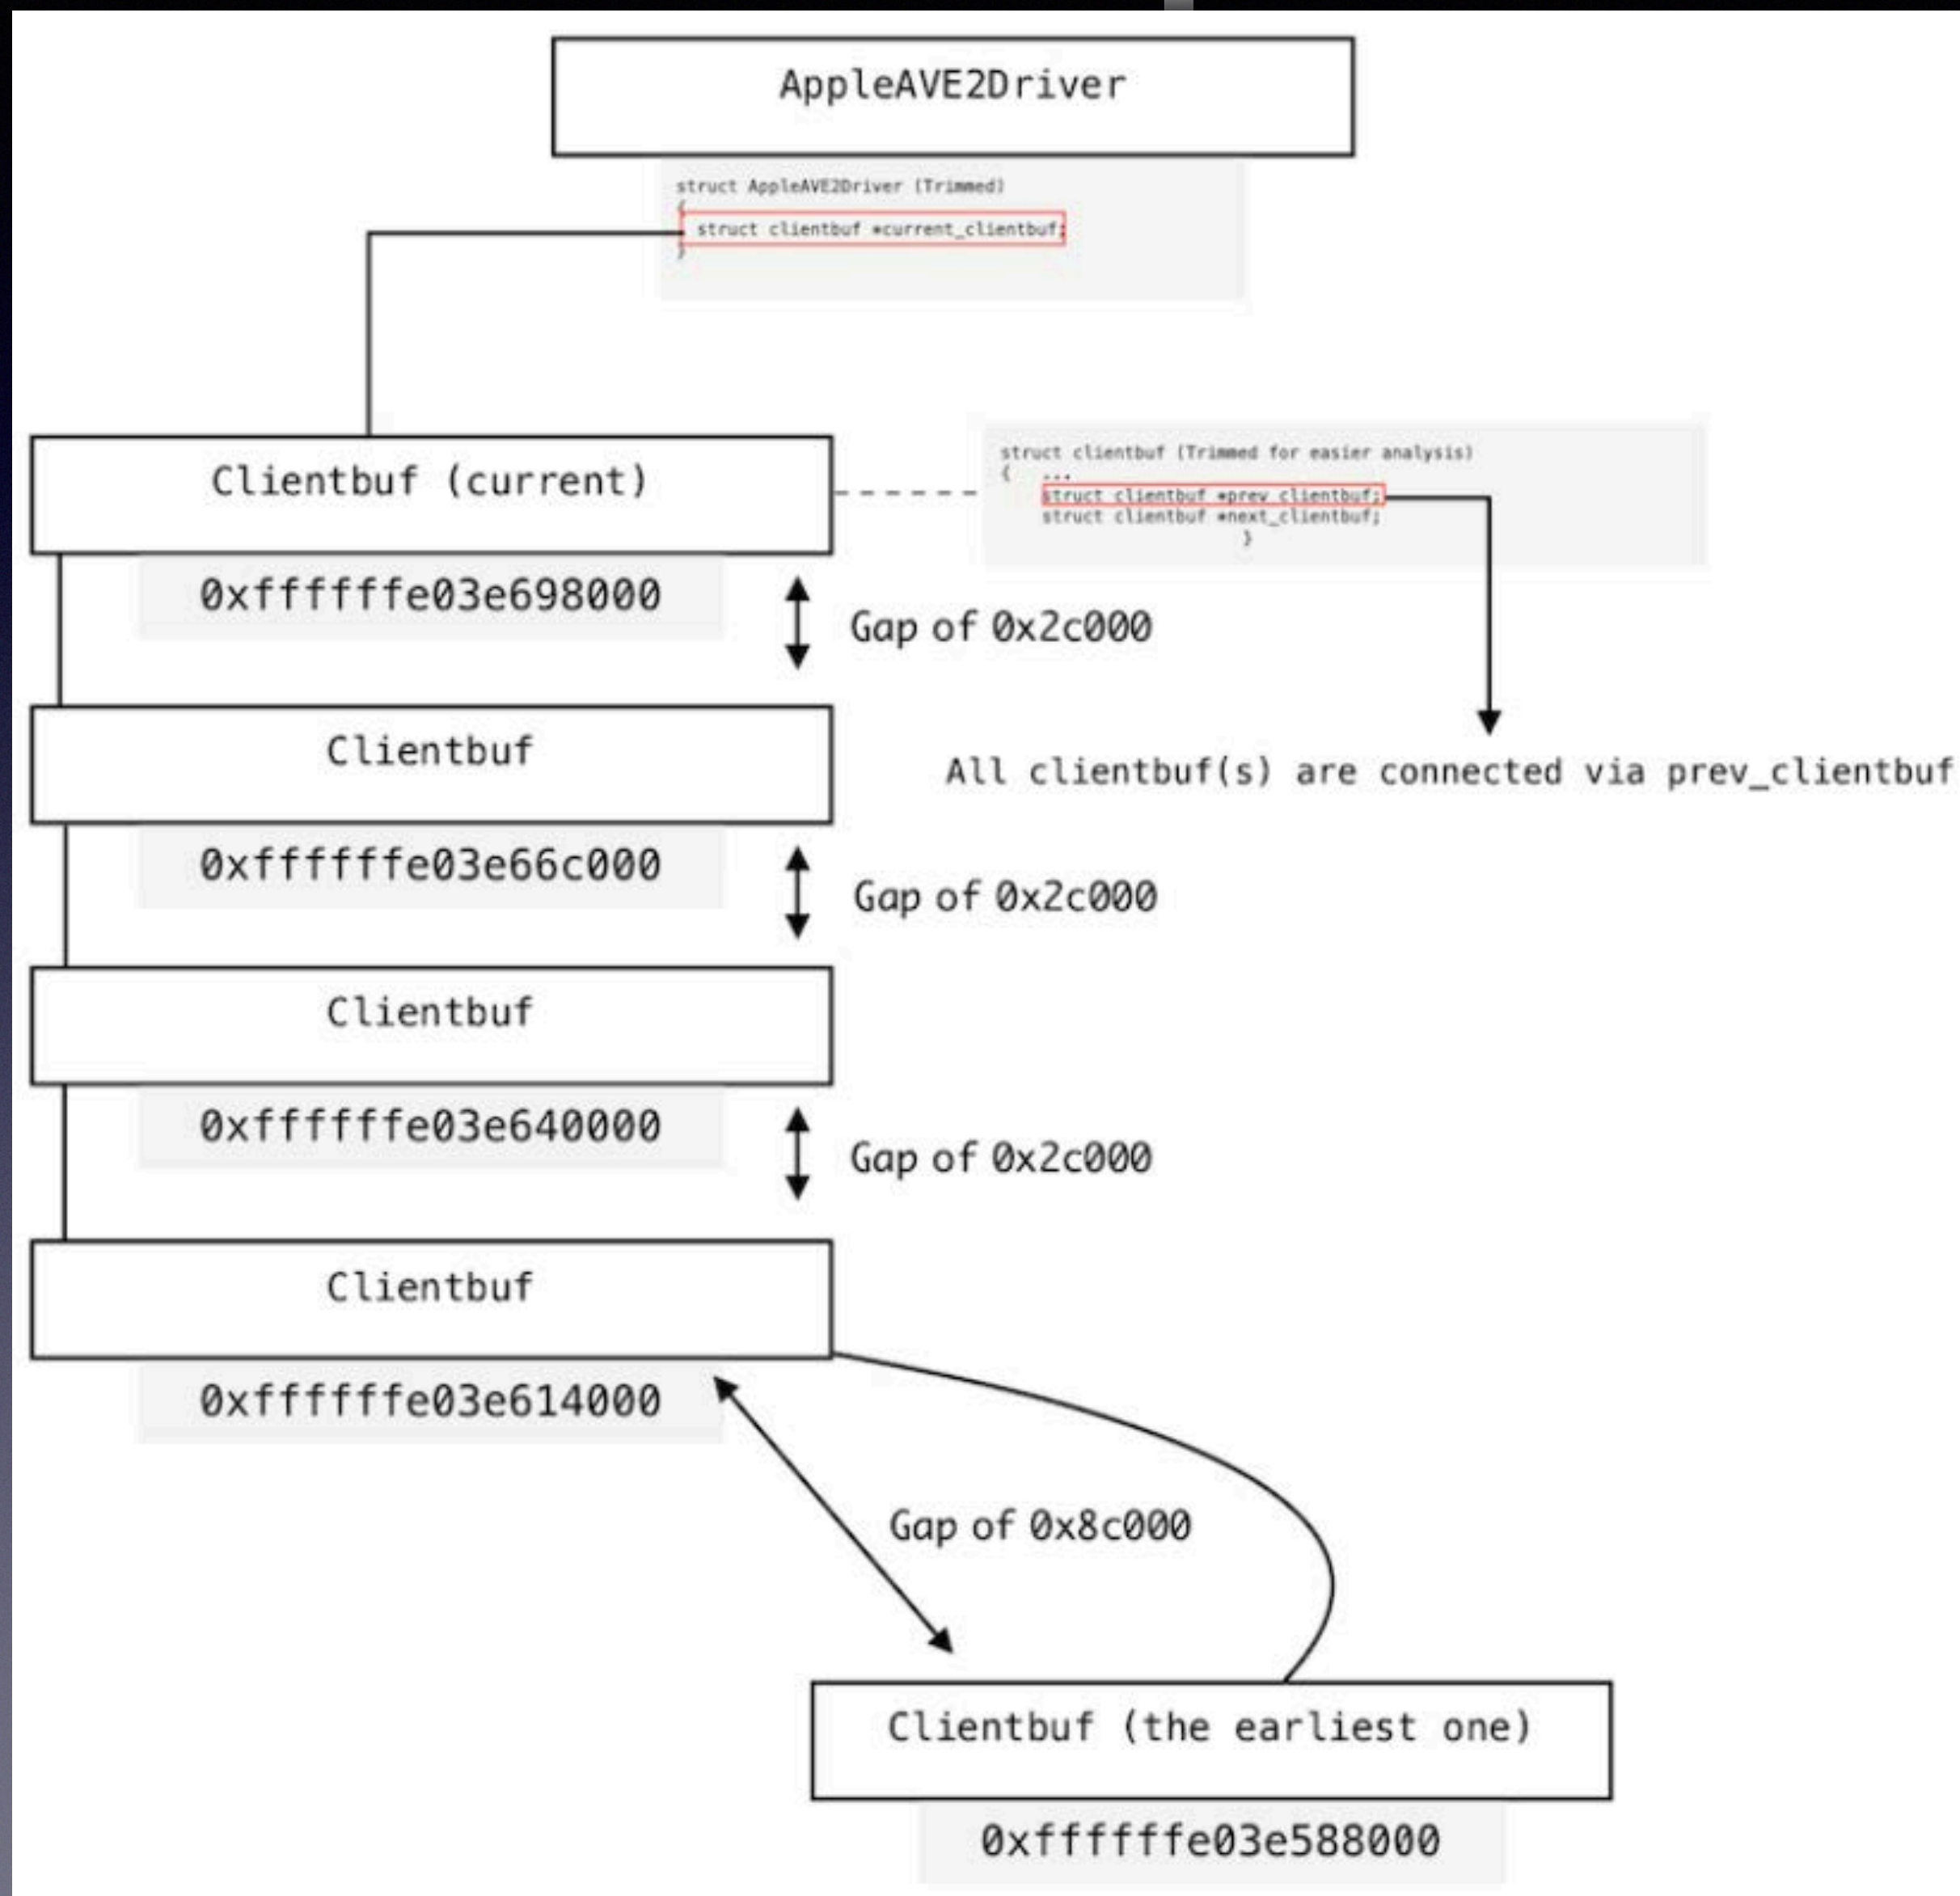 AppleAVE2Driver
struct AppleAVE2Driver (Trimmed)
{
struct clientbuf *current_clientbuf;
}
Clientbuf (current)
struct clientbuf (Trimmed for easier analysis)
{ ...
struct clientbuf *prev_clientbuf;
struct clientbuf *next_clientbuf;
}
0xffffffe03e698000
Gap of 0x2c000
Clientbuf
All clientbuf(s) are connected via prev_clientbuf
0xffffffe03e66c000
Gap of 0x2c000
Clientbuf
0xffffffe03e640000
Gap of 0x2c000
Clientbuf
0xffffffe03e614000
Gap of 0x8c000
Clientbuf (the earliest one)
0xffffffe03e588000